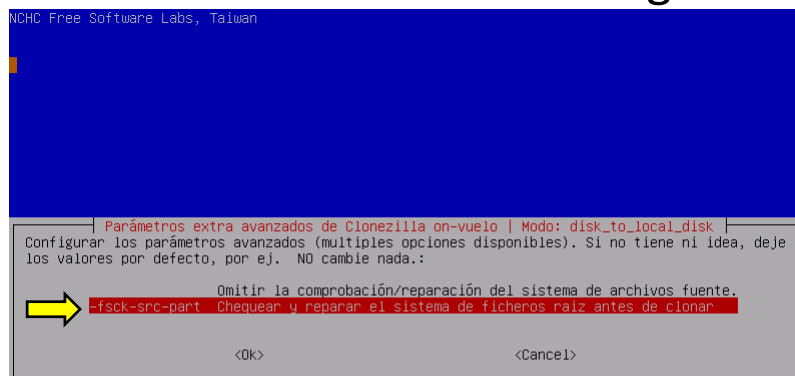 NCHC Free Software Labs, Taiwan
Parámetros extra avanzados de Clonezilla on-vuelo | Modo: disk_to_local_disk
Configurar los parámetros avanzados (multiples opciones disponibles). Si no tiene ni idea, deje
los valores por defecto, por ej.  NO cambie nada.:
Omitir la comprobación/reparación del sistema de archivos fuente.
-fsck-src-part  Chequear y reparar el sistema de ficheros raiz antes de clonar
<Ok> <Cancel>